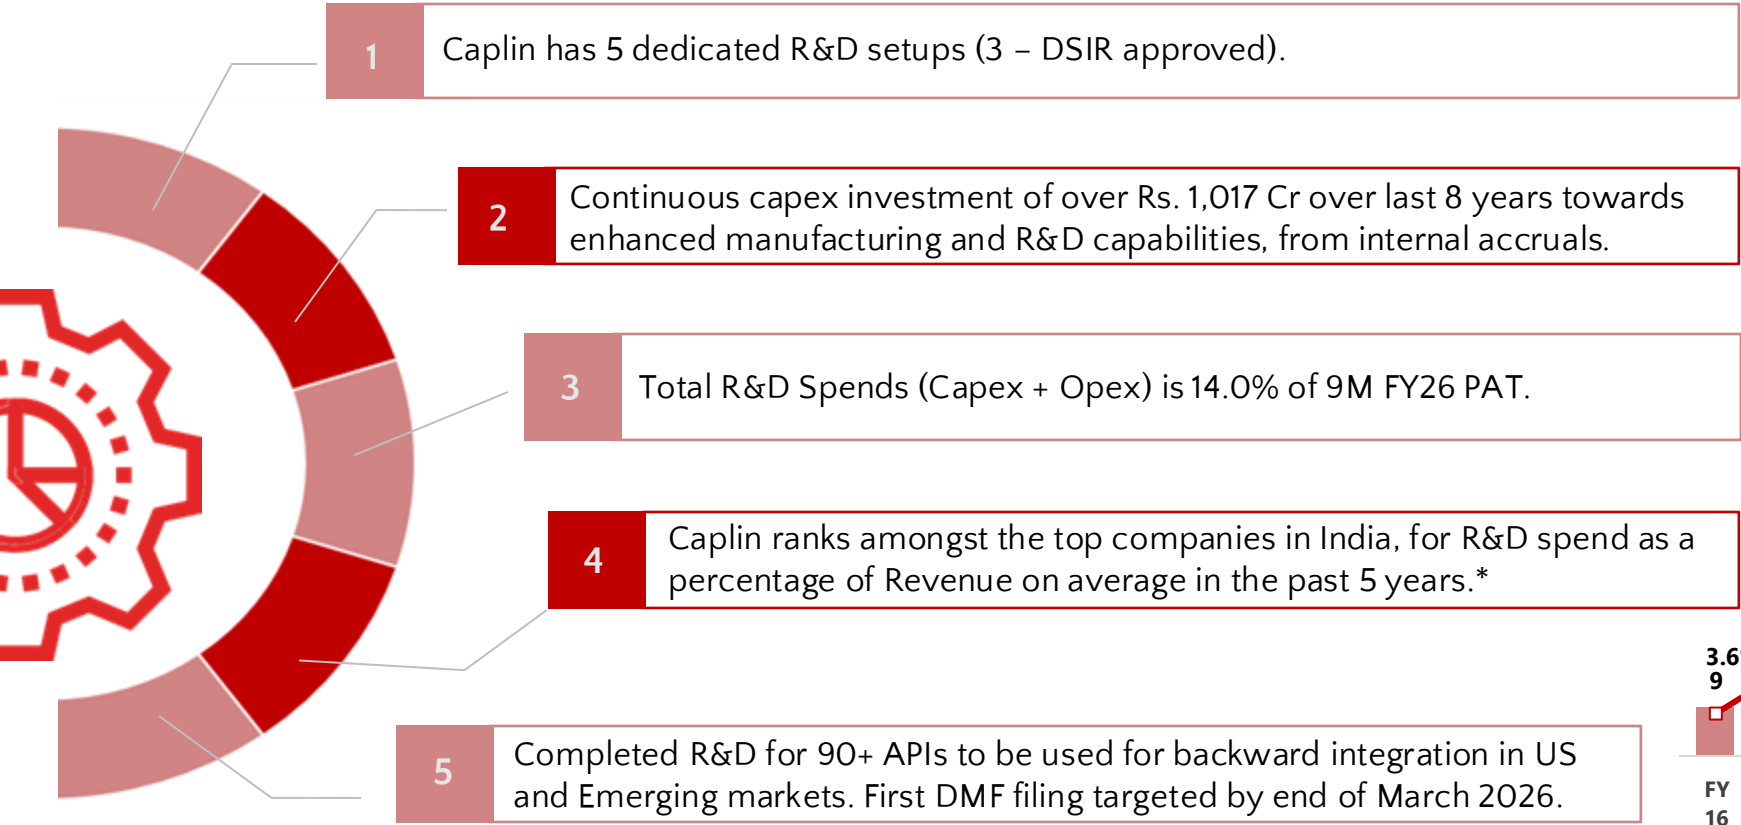 1
Caplin has 5 dedicated R&D setups (3 – DSIR approved).
2
Continuous capex investment of over Rs. 1,017 Cr over last 8 years towards
enhanced manufacturing and R&D capabilities, from internal accruals.
3
Total R&D Spends (Capex + Opex) is 14.0% of 9M FY26 PAT.
4
Caplin ranks amongst the top companies in India, for R&D spend as a
percentage of Revenue on average in the past 5 years.*
5
Completed R&D for 90+ APIs to be used for backward integration in US
and Emerging markets. First DMF filing targeted by end of March 2026.
3.6
9
FY
16